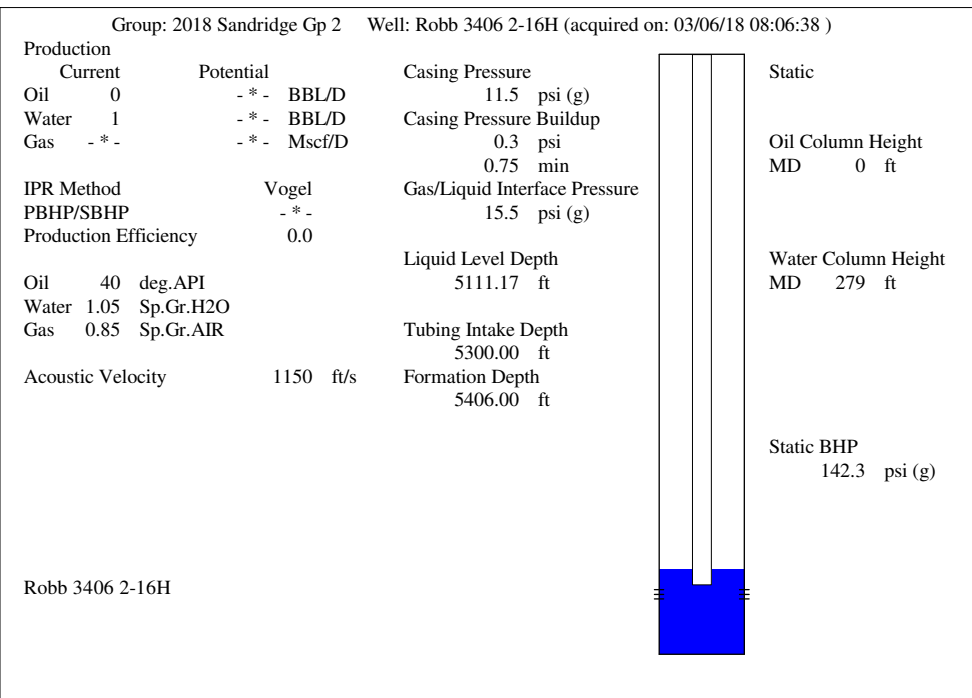 Group: 2018 Sandridge Gp 2 Well: Robb 3406 2-16H (acquired on: 03/06/18 08:06:38 )
Production
Current Potential
Oil 0 - * - BBL/D
Water 1 - * - BBL/D
Gas - * - - * - Mscf/D
IPR Method Vogel
PBHP/SBHP - * -
Production Efficiency 0.0
Oil 40 deg.API
Water 1.05 Sp.Gr.H2O
Gas 0.85 Sp.Gr.AIR
Acoustic Velocity 1150 ft/s
Casing Pressure
11.5 psi (g)
Casing Pressure Buildup
0.3 psi
0.75 min
Gas/Liquid Interface Pressure
15.5 psi (g)
Liquid Level Depth
5111.17 ft
Tubing Intake Depth
5300.00 ft
Formation Depth
5406.00 ft
Static
Oil Column Height
MD 0 ft
Water Column Height
MD 279 ft
Static BHP
142.3 psi (g)
Robb 3406 2-16H